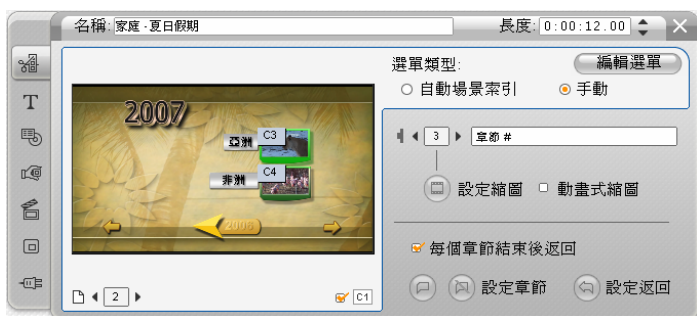 名稱: 家庭 - 夏日假期
長度: 0:00:12.00
選單類型:
編輯選單
自動場景索引
手動
T
2007
亞洲 C3
非洲 C4
2006
3 章節 #
設定縮圖 動畫式縮圖
每個章節結束後返回
2
C1
設定章節 設定返回